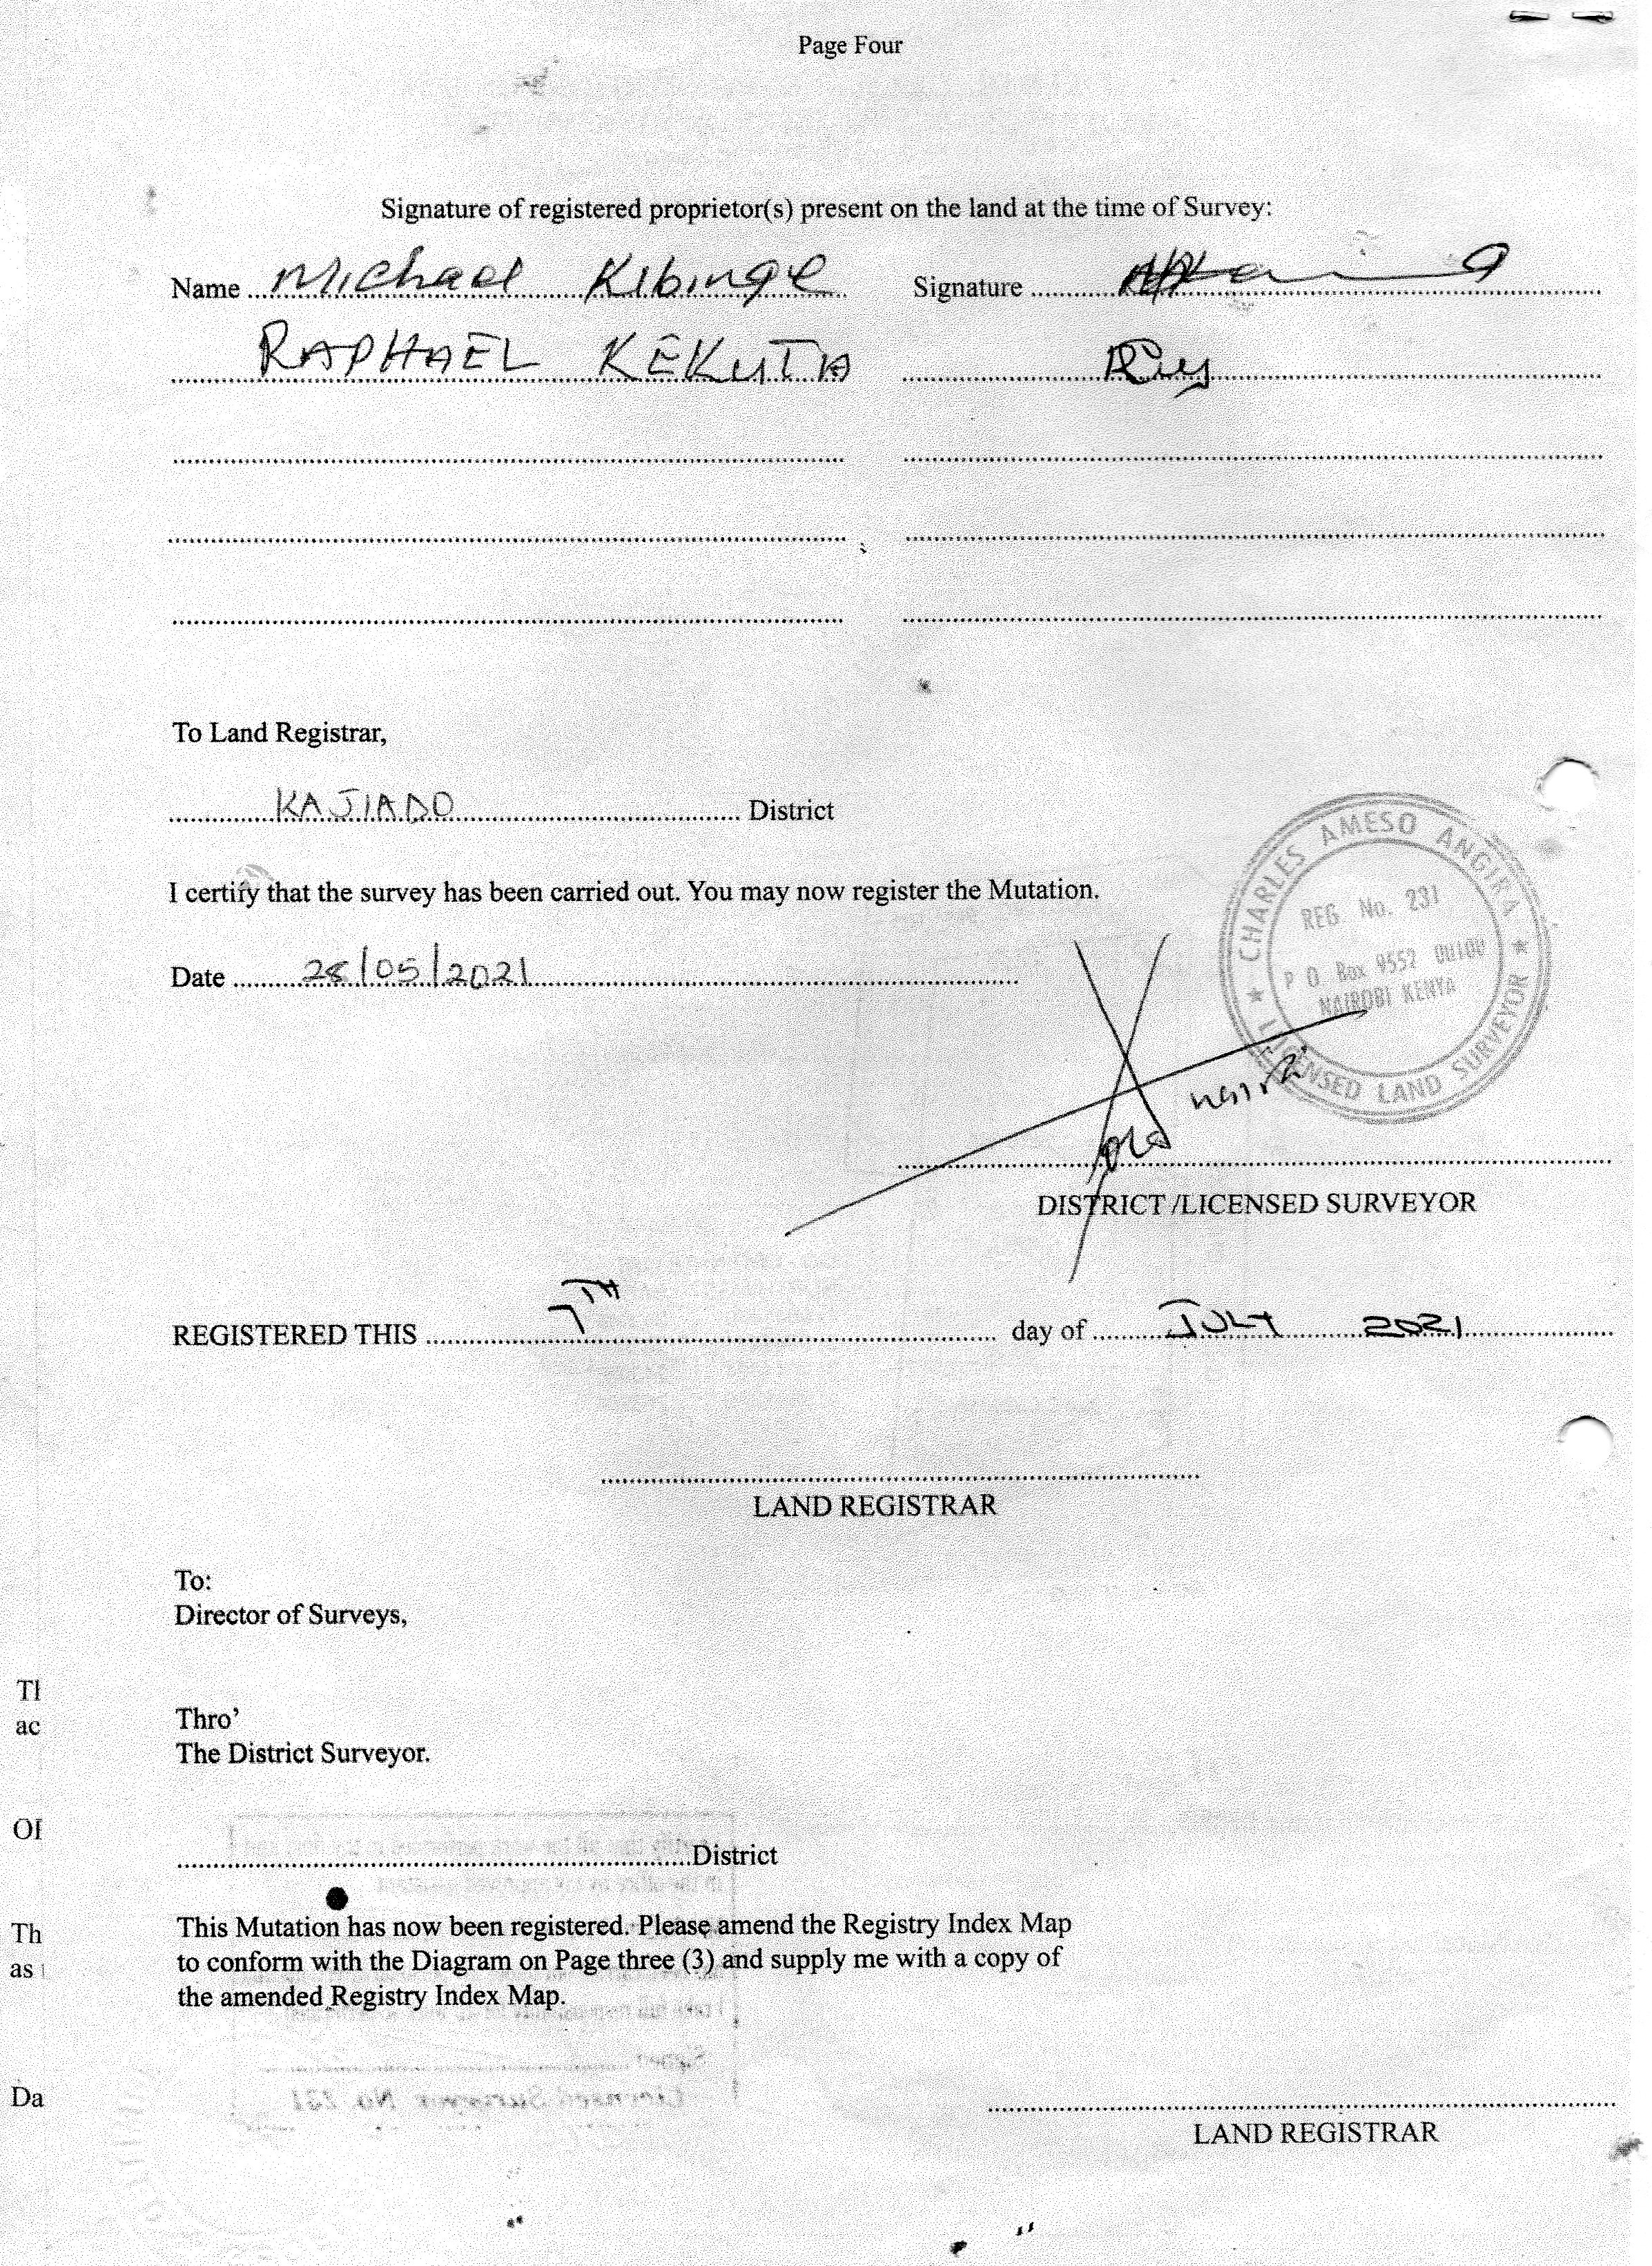 Page Four
Signature of registered proprietor(s) present on the land at the time of Survey:
Name Michael Kibinge Signature
RAPHAEL KEKUTA
To Land Registrar,
KAJIADO District
I certify that the survey has been carried out. You may now register the Mutation.
Date 28/05/2021
CHARLES AMESO ANGIRA
REG. No. 231
P O. Box 9552 00100
NAIROBI KENYA
LICENSED LAND SURVEYOR
DISTRICT /LICENSED SURVEYOR
REGISTERED THIS 7TH day of JULY 2021
LAND REGISTRAR
To:
Director of Surveys,
Tl
ac
Thro'
The District Surveyor.
OF
District
Th
as
This Mutation has now been registered. Please amend the Registry Index Map
to conform with the Diagram on Page three (3) and supply me with a copy of
the amended Registry Index Map.
Da
LAND REGISTRAR